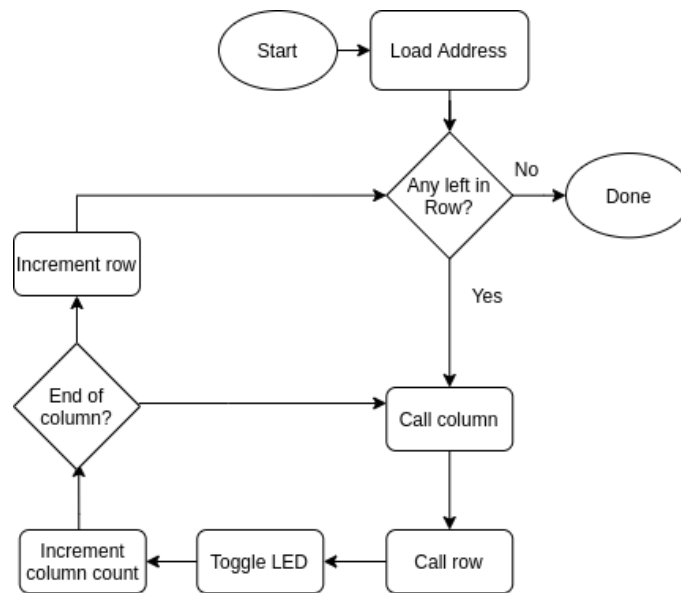 Start
Load Address
Any left in
Row?
No
Done
Increment row
Yes
End of
column?
Call column
Increment
column count
Toggle LED
Call row